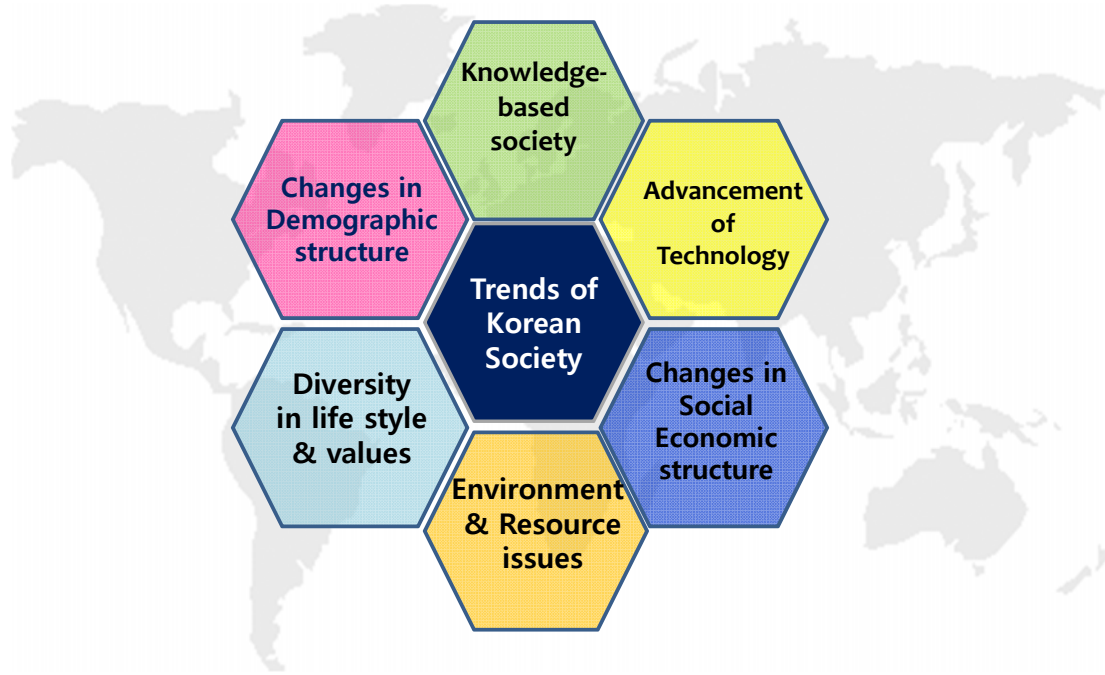 Knowledge-
based
society
Changes in
Demographic
structure
Advancement
of
Technology
Trends of
Korean
Society
Diversity
in life style
& values
Changes in
Social
Economic
structure
Environment
& Resource
issues